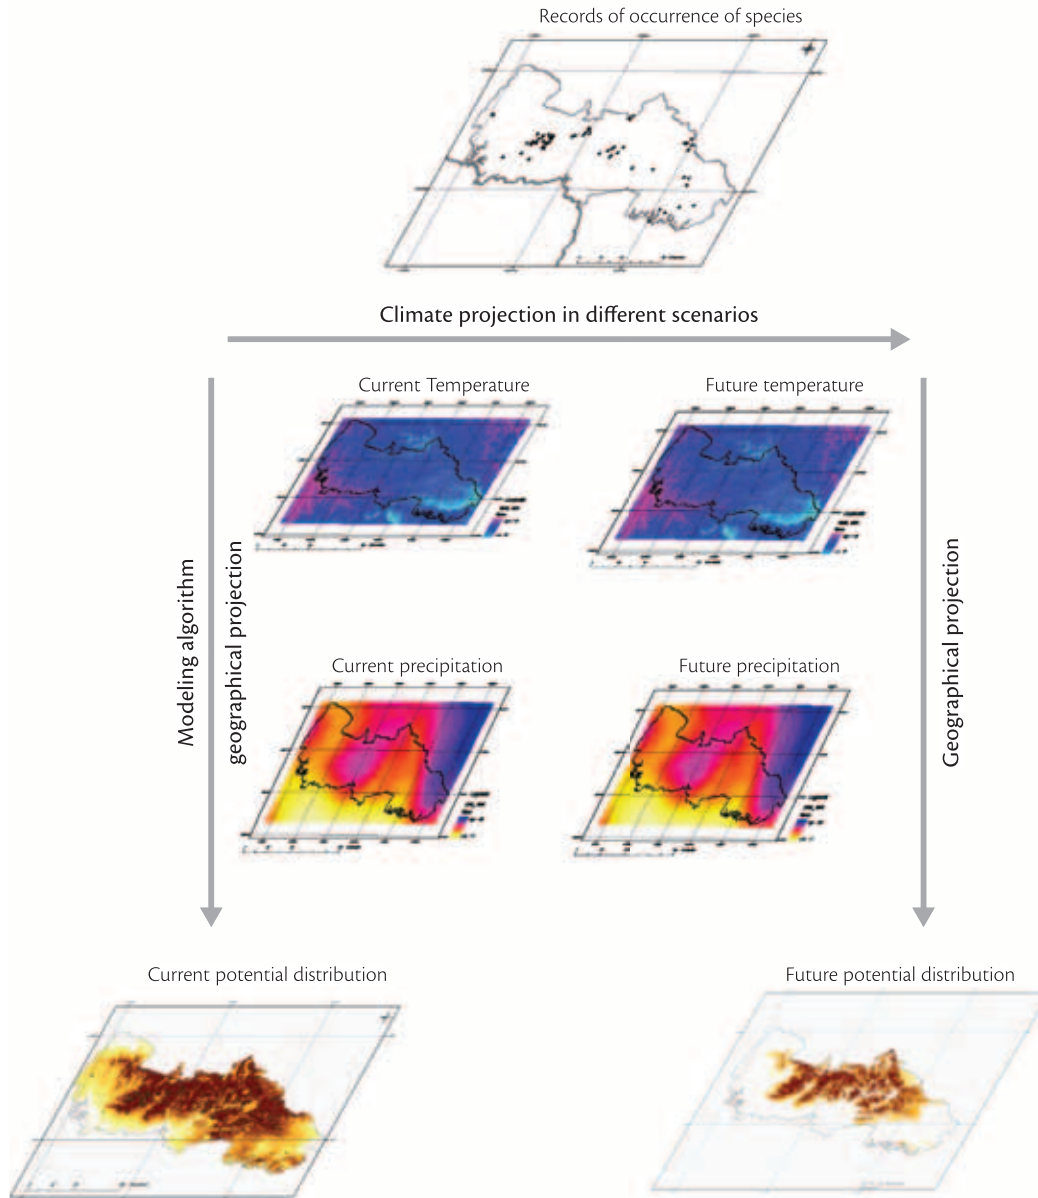 Records of occurrence of species
Climate projection in different scenarios
Current Temperature
Future temperature
Modeling algorithm
geographical projection
Geographical projection
Current precipitation
Future precipitation
Current potential distribution
Future potential distribution